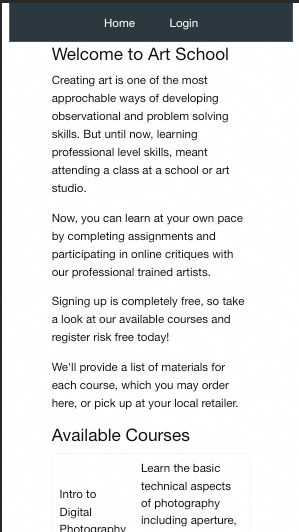 Home Login
Welcome to Art School
Creating art is one of the most
approchable ways of developing
observational and problem solving
skills. But until now, learning
professional level skills, meant
attending a class at a school or art
studio.
Now, you can learn at your own pace
by completing assignments and
participating in online critiques with
our professional trained artists.
Signing up is completely free, so take
a look at our available courses and
register risk free today!
We'll provide a list of materials for
each course, which you may order
here, or pick up at your local retailer.
Available Courses
Intro to
Digital
Photography
Learn the basic
technical aspects
of photography
including aperture,